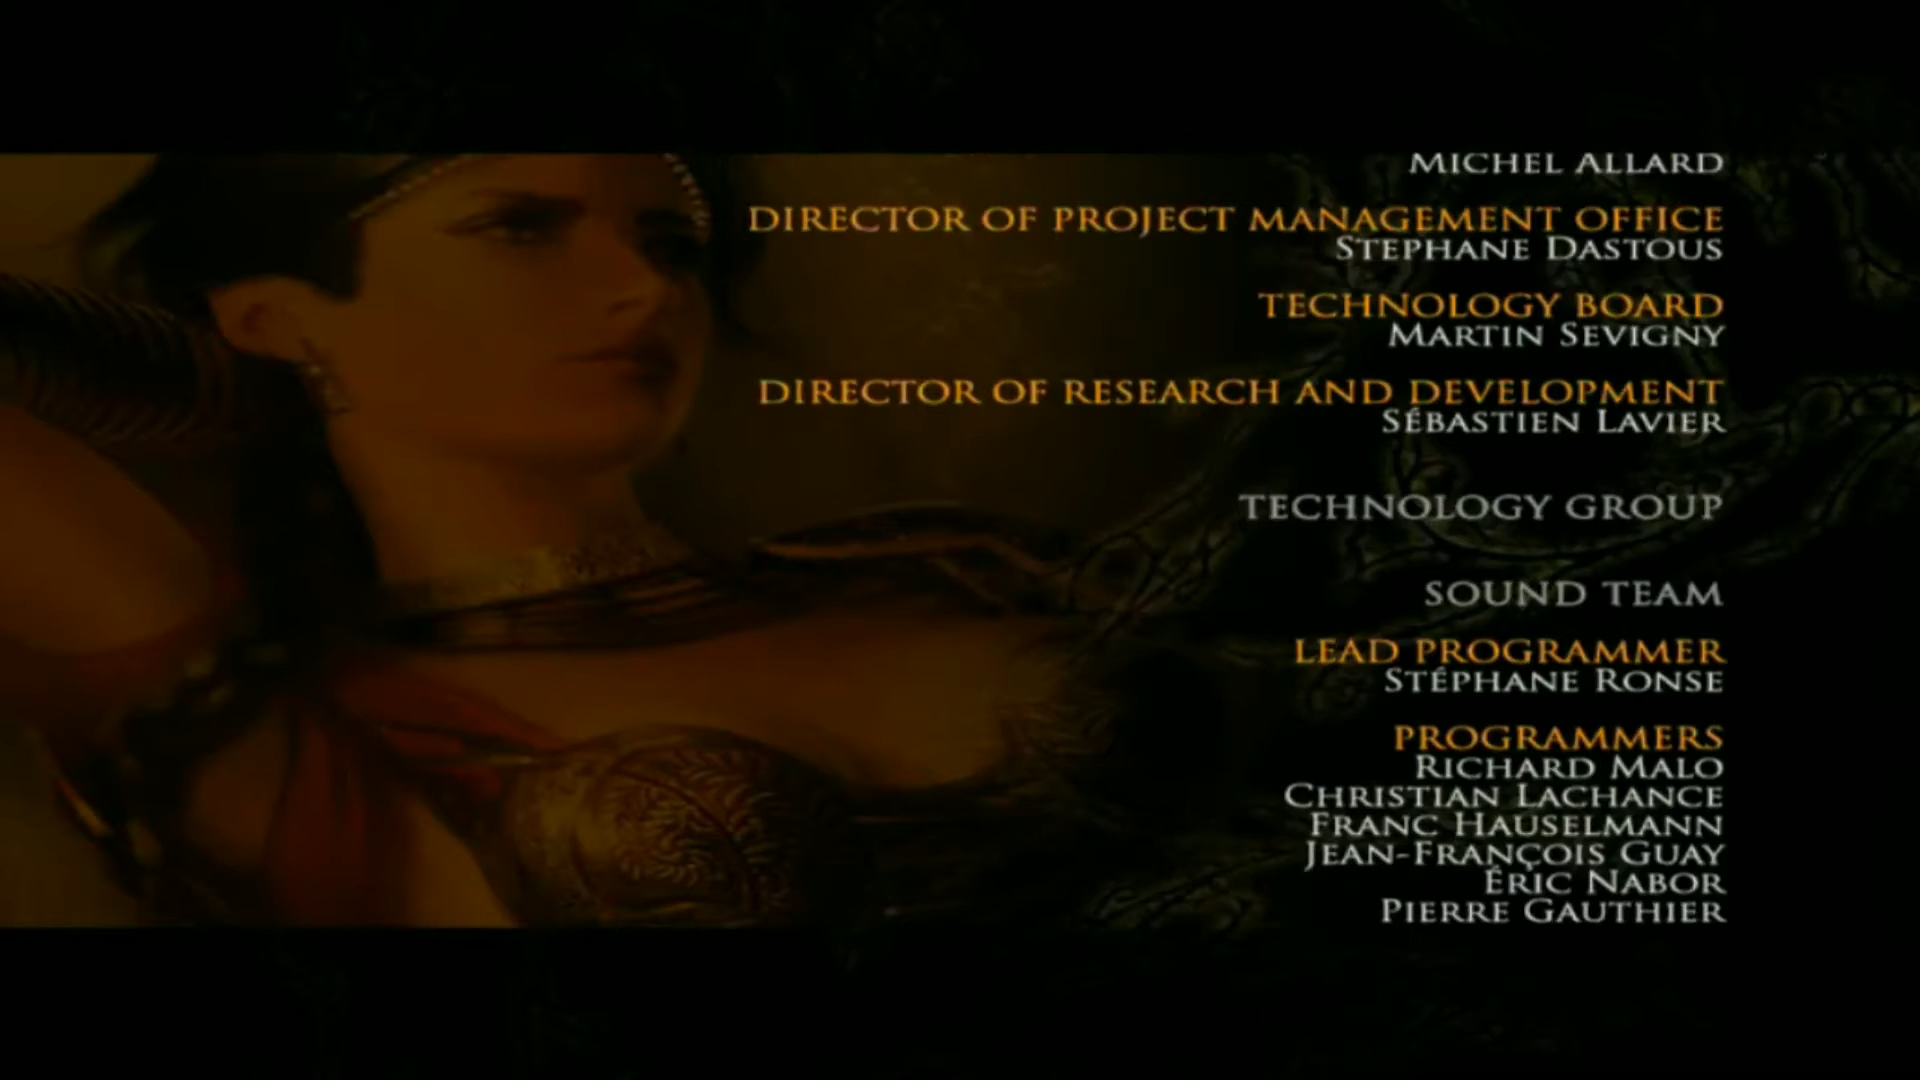 MICHEL ALLARD
DIRECTOR OF PROJECT MANAGEMENT OFFICE
STEPHANE DASTOUS
TECHNOLOGY BOARD
MARTIN SEVIGNY
DIRECTOR OF RESEARCH AND DEVELOPMENT
SÉBASTIEN LAVIER
TECHNOLOGY GROUP
SOUND TEAM
LEAD PROGRAMMER
STÉPHANE RONSE
PROGRAMMERS
RICHARD MALO
CHRISTIAN LACHANCE
FRANC HAUSELMANN
JEAN-FRANÇOIS GUAY
ÉRIC NABOR
PIERRE GAUTHIER